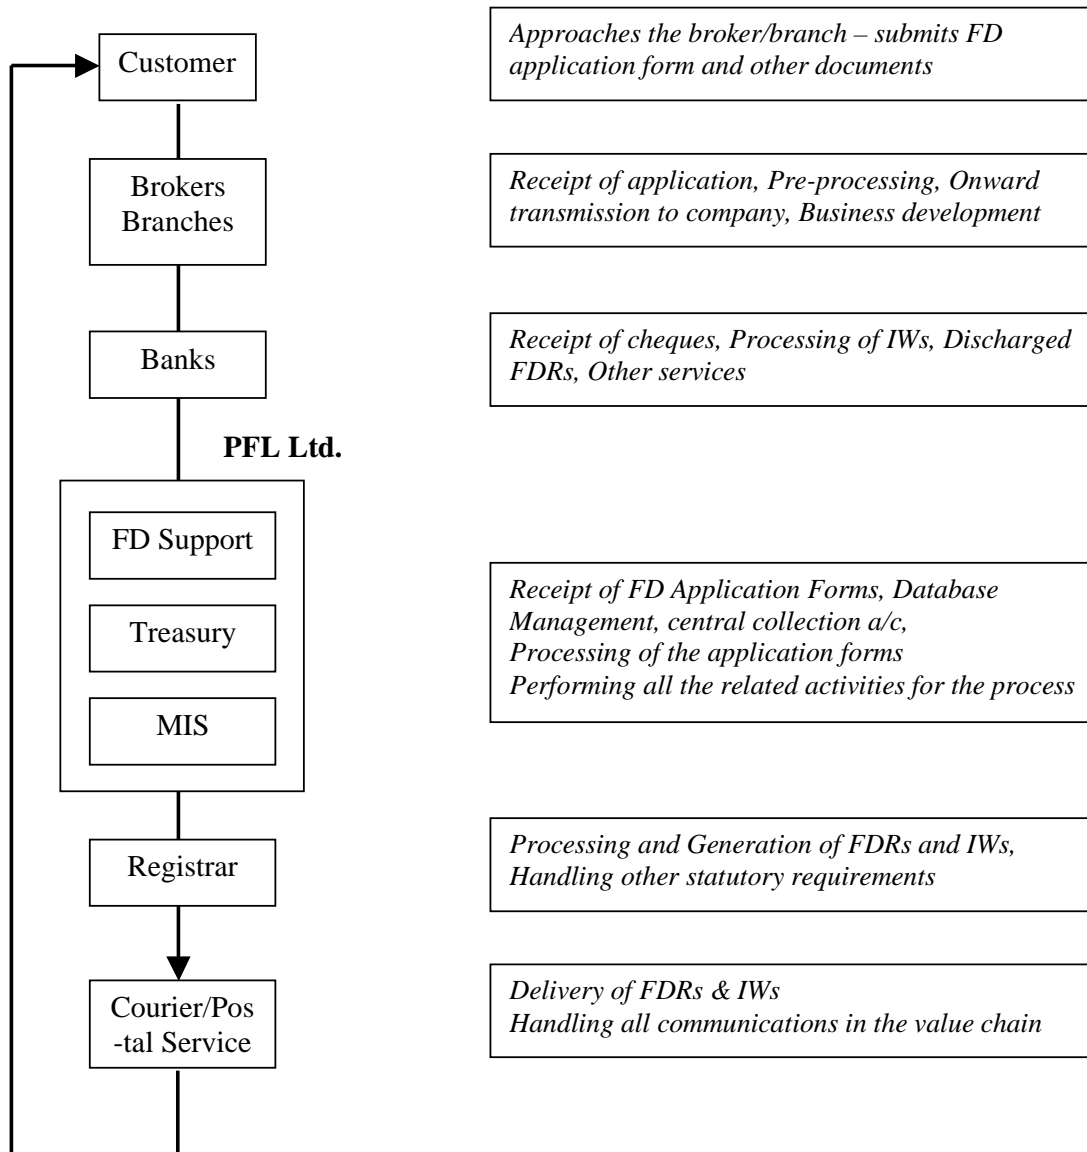 Customer
Approaches the broker/branch – submits FD
application form and other documents
Brokers
Branches
Receipt of application, Pre-processing, Onward
transmission to company, Business development
Banks
Receipt of cheques, Processing of IWs, Discharged
FDRs, Other services
PFL Ltd.
FD Support
Treasury
MIS
Receipt of FD Application Forms, Database
Management, central collection a/c,
Processing of the application forms
Performing all the related activities for the process
Registrar
Processing and Generation of FDRs and IWs,
Handling other statutory requirements
Courier/Pos
-tal Service
Delivery of FDRs & IWs
Handling all communications in the value chain